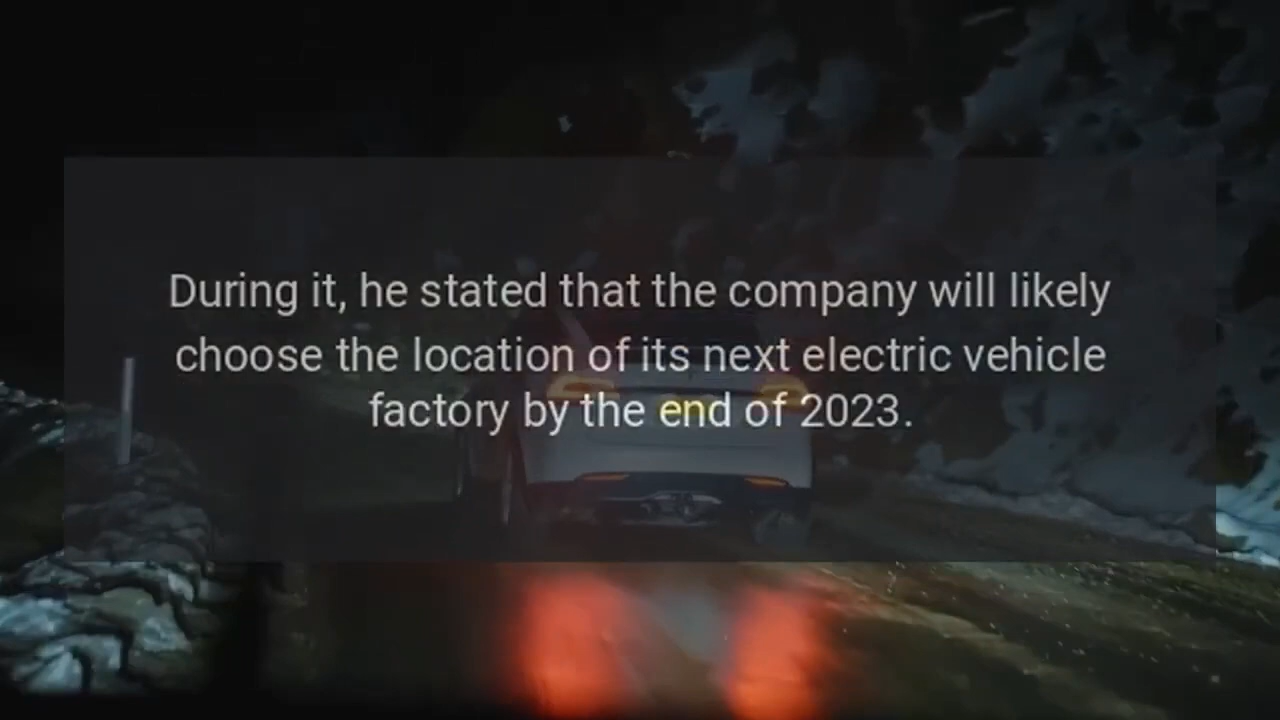 During it, he stated that the company will likely
choose the location of its next electric vehicle
factory by the end of 2023.